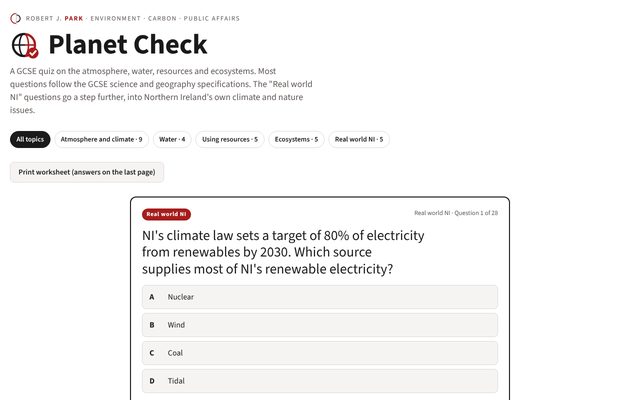 ROBERT J. PARK · ENVIRONMENT · CARBON · PUBLIC AFFAIRS
Planet Check
A GCSE quiz on the atmosphere, water, resources and ecosystems. Most
questions follow the GCSE science and geography specifications. The "Real world
NI" questions go a step further, into Northern Ireland's own climate and nature
issues.
All topics
Atmosphere and climate · 9
Water · 4
Using resources · 5
Ecosystems · 5
Real world NI · 5
Print worksheet (answers on the last page)
Real world NI
Real world NI · Question 1 of 28
NI's climate law sets a target of 80% of electricity
from renewables by 2030. Which source
supplies most of NI's renewable electricity?
A Nuclear
B Wind
C Coal
D Tidal